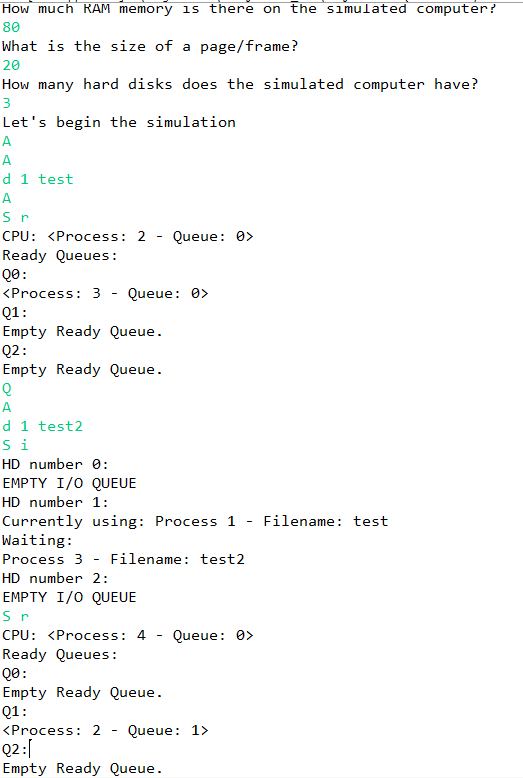 How much RAM memory is there on the simulated computer?
80
What is the size of a page/frame?
20
How many hard disks does the simulated computer have?
3
Let's begin the simulation
A
A
d 1 test
A
S r
CPU: <Process: 2 - Queue: 0>
Ready Queues:
Q0:
<Process: 3 - Queue: 0>
Q1:
Empty Ready Queue.
Q2:
Empty Ready Queue.
Q
A
d 1 test2
S i
HD number 0:
EMPTY I/O QUEUE
HD number 1:
Currently using: Process 1 - Filename: test
Waiting:
Process 3 - Filename: test2
HD number 2:
EMPTY I/O QUEUE
S r
CPU: <Process: 4 - Queue: 0>
Ready Queues:
Q0:
Empty Ready Queue.
Q1:
<Process: 2 - Queue: 1>
Q2:
Empty Ready Queue.